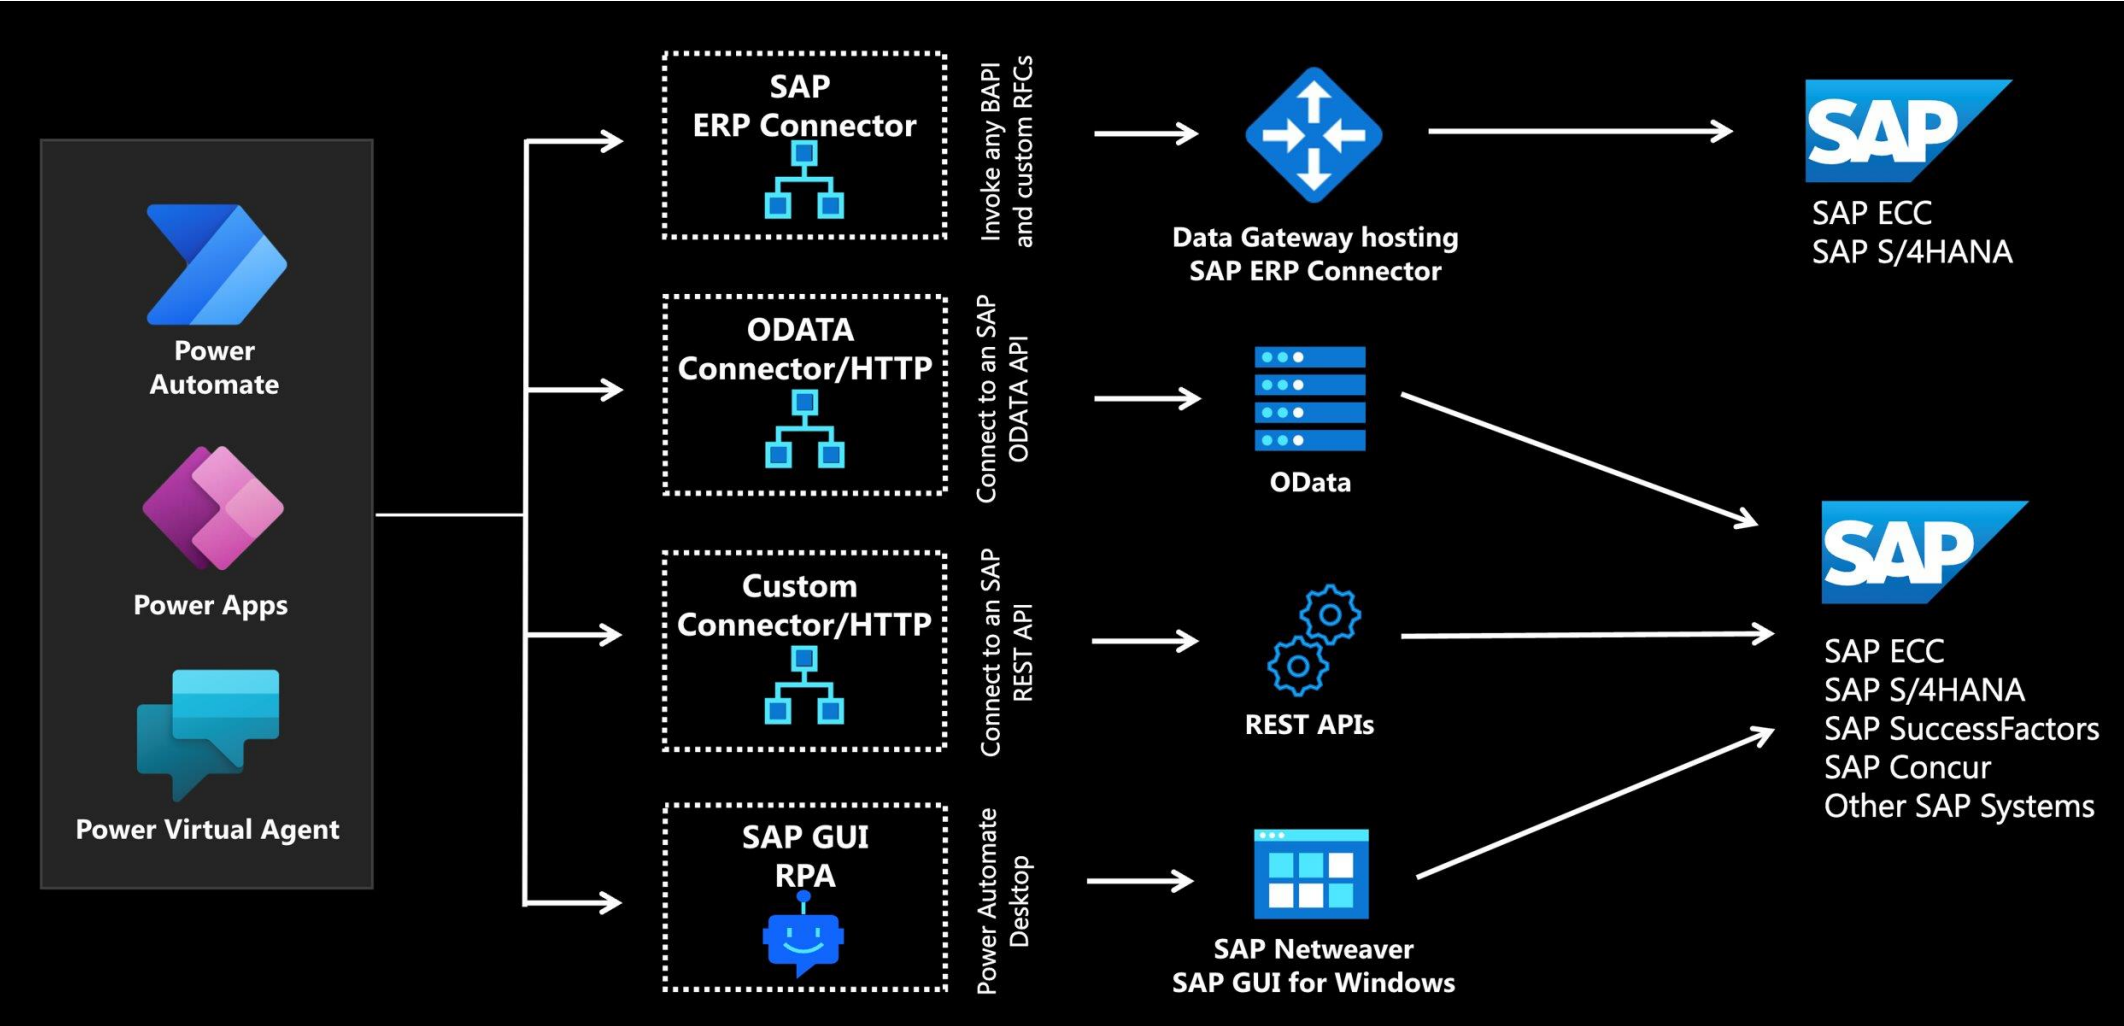 Power
Automate
Power Apps
Power Virtual Agent
SAP
ERP Connector
Invoke any BAPI
and custom RFCs
Data Gateway hosting
SAP ERP Connector
SAP
SAP ECC
SAP S/4HANA
ODATA
Connector/HTTP
Connect to an SAP
ODATA API
OData
Custom
Connector/HTTP
Connect to an SAP
REST API
REST APIs
SAP GUI
RPA
Power Automate
Desktop
SAP Netweaver
SAP GUI for Windows
SAP
SAP ECC
SAP S/4HANA
SAP SuccessFactors
SAP Concur
Other SAP Systems